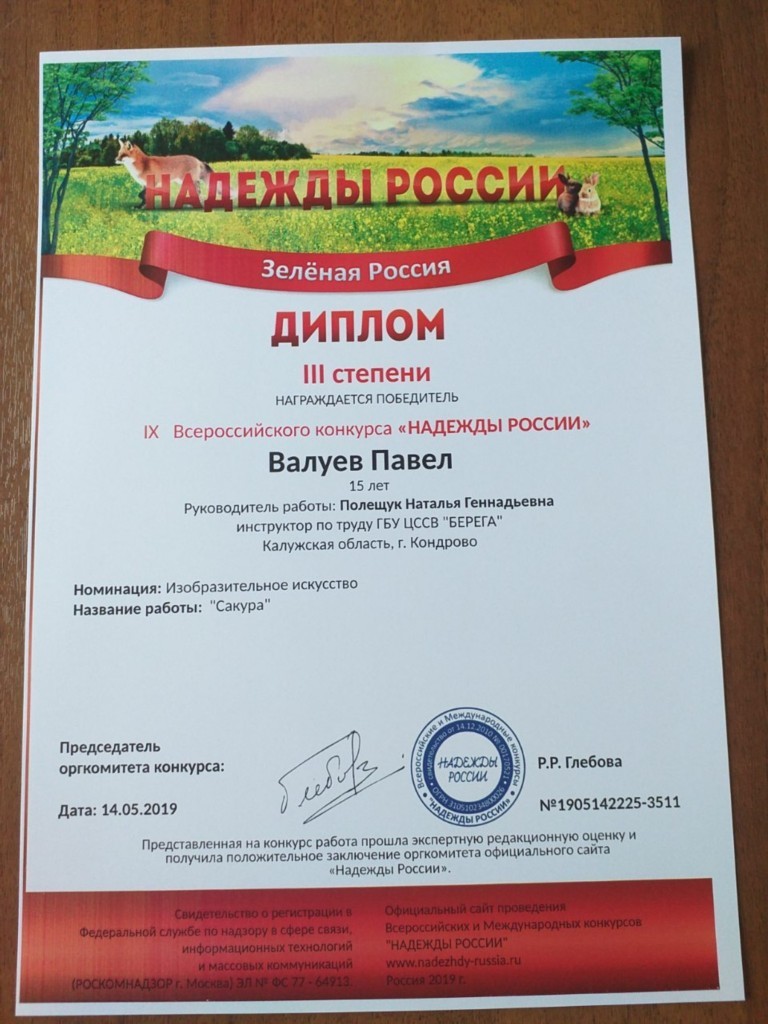 НАДЕЖДЫ РОССИИ
Зелёная Россия
ДИПЛОМ
III степени
НАГРАЖДАЕТСЯ ПОБЕДИТЕЛЬ
IX Всероссийского конкурса «НАДЕЖДЫ РОССИИ»
Валуев Павел
15 лет
Руководитель работы: Полещук Наталья Геннадьевна
инструктор по труду ГБУ ЦССВ "БЕРЕГА"
Калужская область, г. Кондрово
Номинация: Изобразительное искусство
Название работы: "Сакура"
Председатель
оргкомитета конкурса:
Дата: 14.05.2019
Всероссийские и Международные конкурсы
"НАДЕЖДЫ РОССИИ"
НАДЕЖДЫ
РОССИИ
Р.Р. Глебова
№1905142225-3511
Представленная на конкурс работа прошла экспертную редакционную оценку и
получила положительное заключение оргкомитета официального сайта
«Надежды России».
Свидетельство о регистрации в
Федеральной службе по надзору в сфере связи,
информационных технологий
и массовых коммуникаций
(РОСКОМНАДЗОР г. Москва) ЭЛ № ФС 77 - 64913.
Официальный сайт проведения
Всероссийских и Международных конкурсов
"НАДЕЖДЫ РОССИИ"
www.nadezhdy-russia.ru
Россия 2019 г.